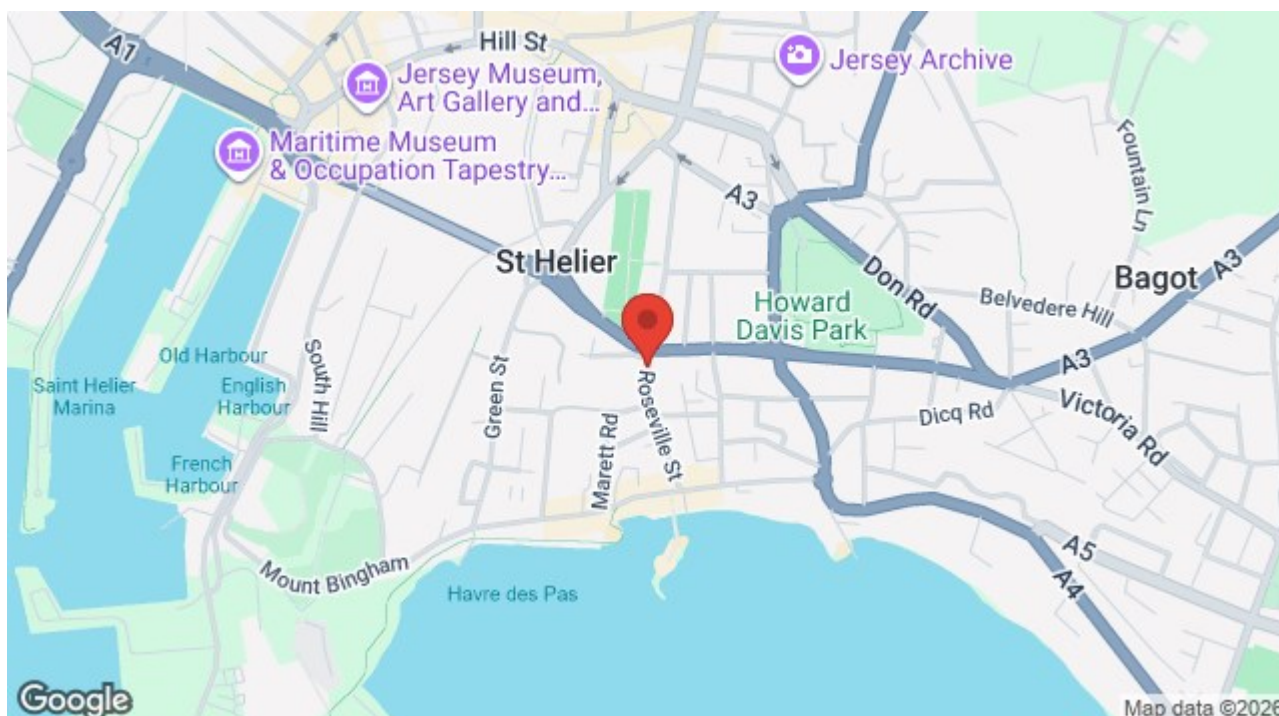 A1
Hill St
Jersey Museum,
Art Gallery and...
Jersey Archive
Maritime Museum
& Occupation Tapestry...
Fountain Ln
A3
St Helier
Don Rd
Bagot
A3
Belvedere Hill
Howard
Davis Park
Old Harbour
South Hill
Saint Helier
Marina
English
Harbour
Green St
Roseville St
A3
Victoria Rd
Dicq Rd
Marett Rd
French
Harbour
A5
Mount Bingham
A4
Havre des Pas
Google
Map data ©2026